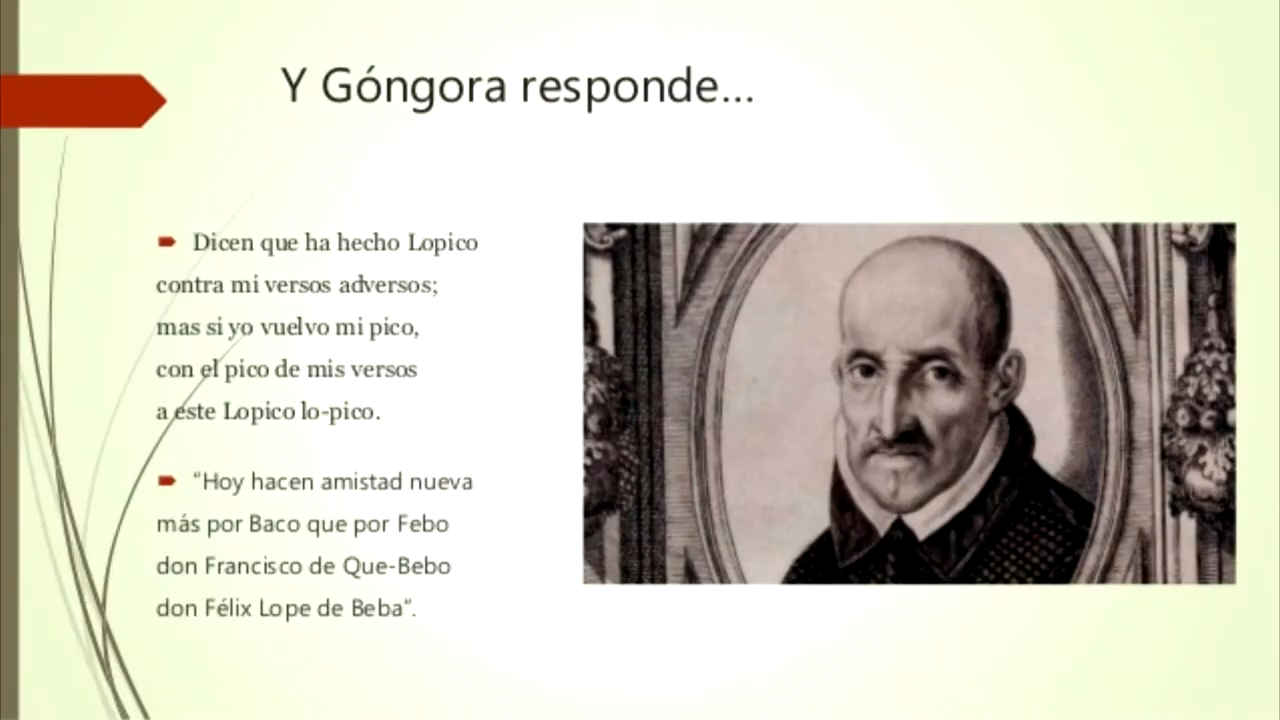 Y Góngora responde...
Dicen que ha hecho Lopico
contra mi versos adversos;
mas si yo vuelvo mi pico,
con el pico de mis versos
a este Lopico lo-pico.
“Hoy hacen amistad nueva
más por Baco que por Febo
don Francisco de Que-Bebo
don Félix Lope de Beba”.